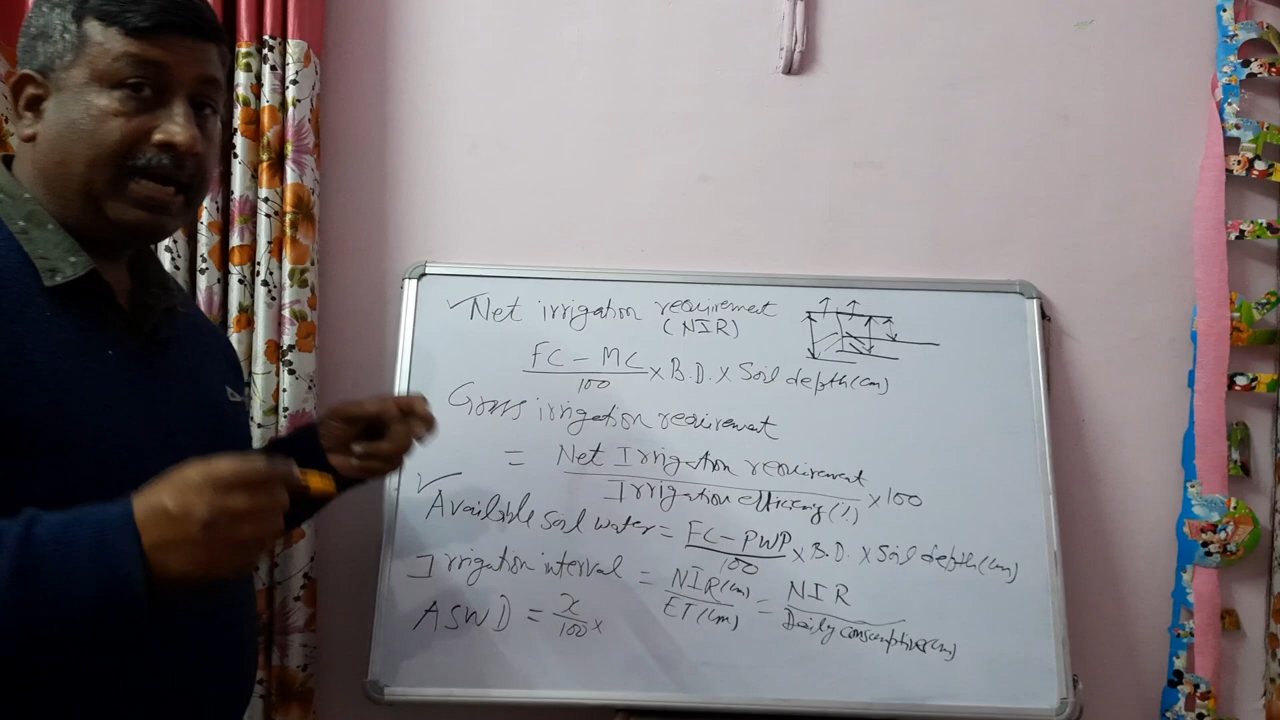 ✓Net irrigation requirement
(NIR)
FC - MC/100 × B.D. × Soil depth (cm)
Gross irrigation requirement
= Net Irrigation requirement/Irrigation efficiency (%) × 100
✓Available soil water = FC - PWP/100 × B.D. × Soil depth (cm)
Irrigation interval = NIR (cm)/ET (cm) = NIR/Daily consumptive (cm)
ASWD = x/100 ×